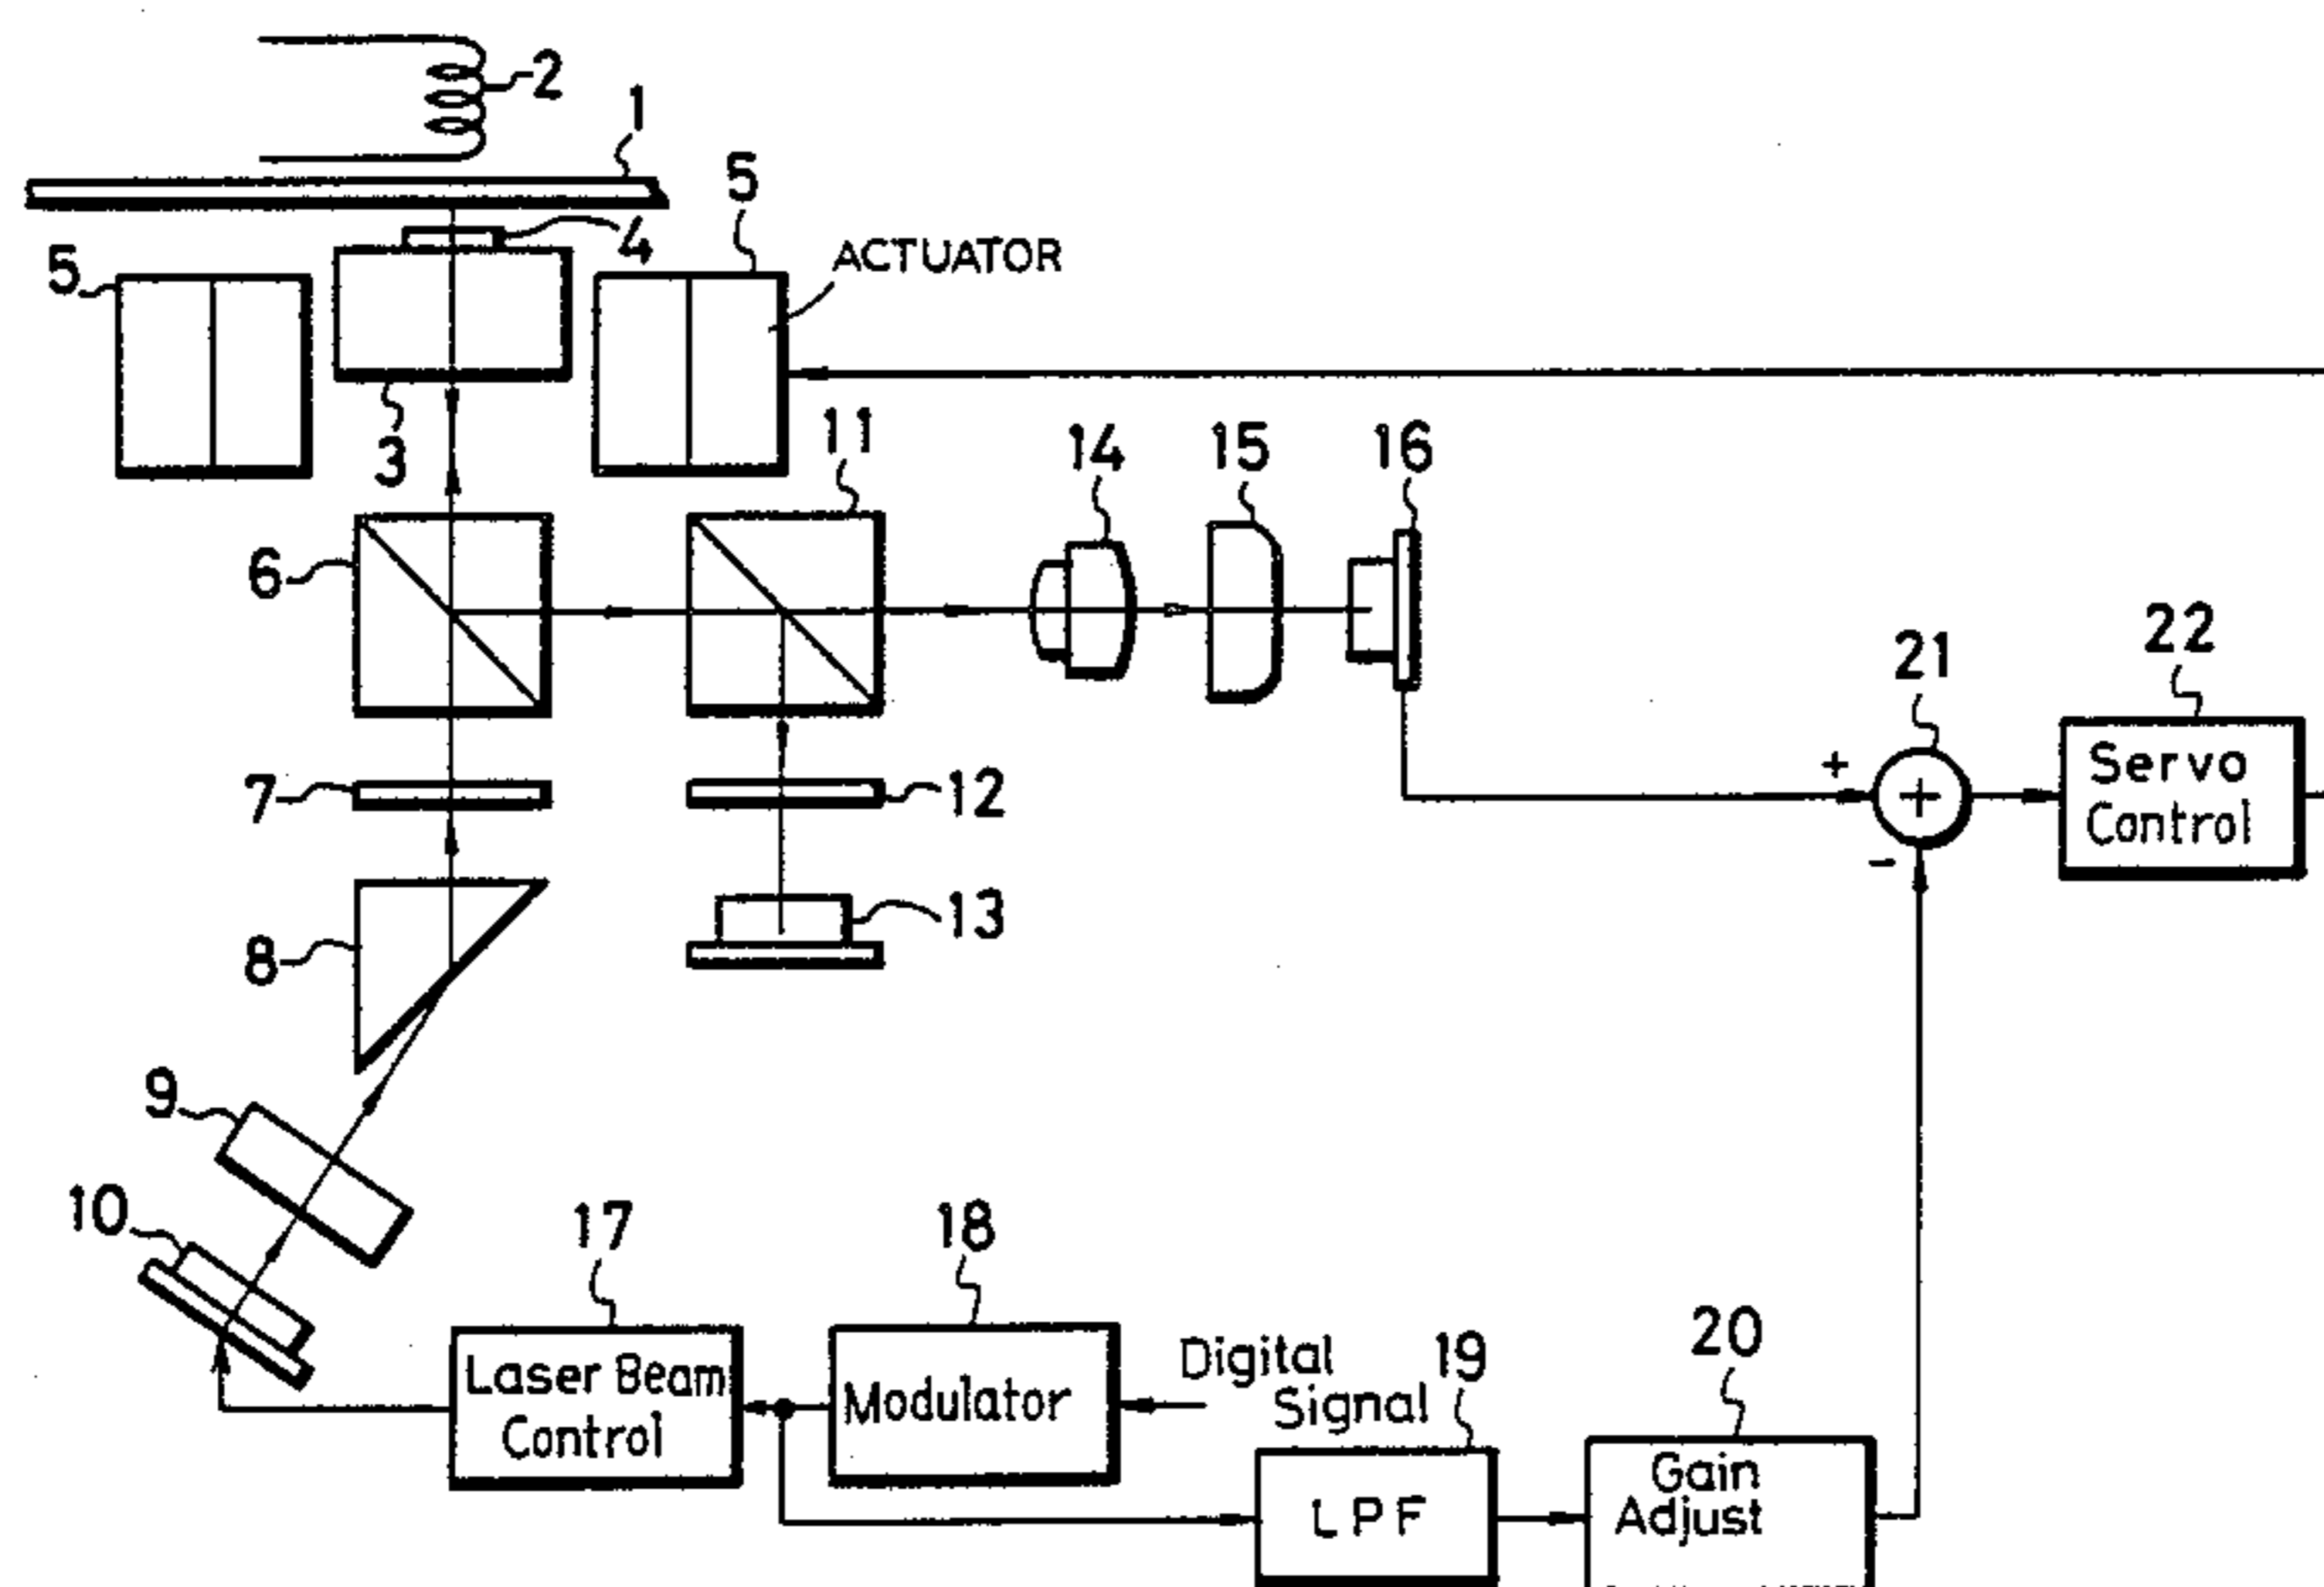 2
1
5
4
5
ACTUATOR
3
11
14
15
16
6
22
21
+
Servo
Control
+
-
7
12
8
13
9
10
17
18
20
Digital
Signal
19
Laser Beam
Control
Modulator
Gain
Adjust
LPF